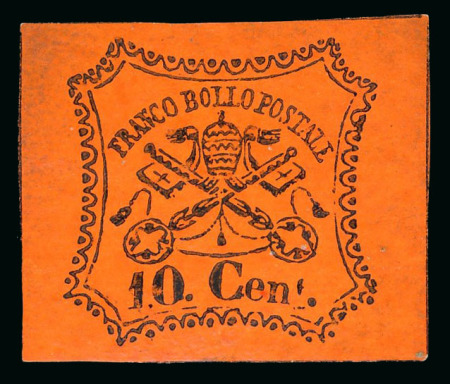 FRANCO BOLLO POSTALE
10. Cent.